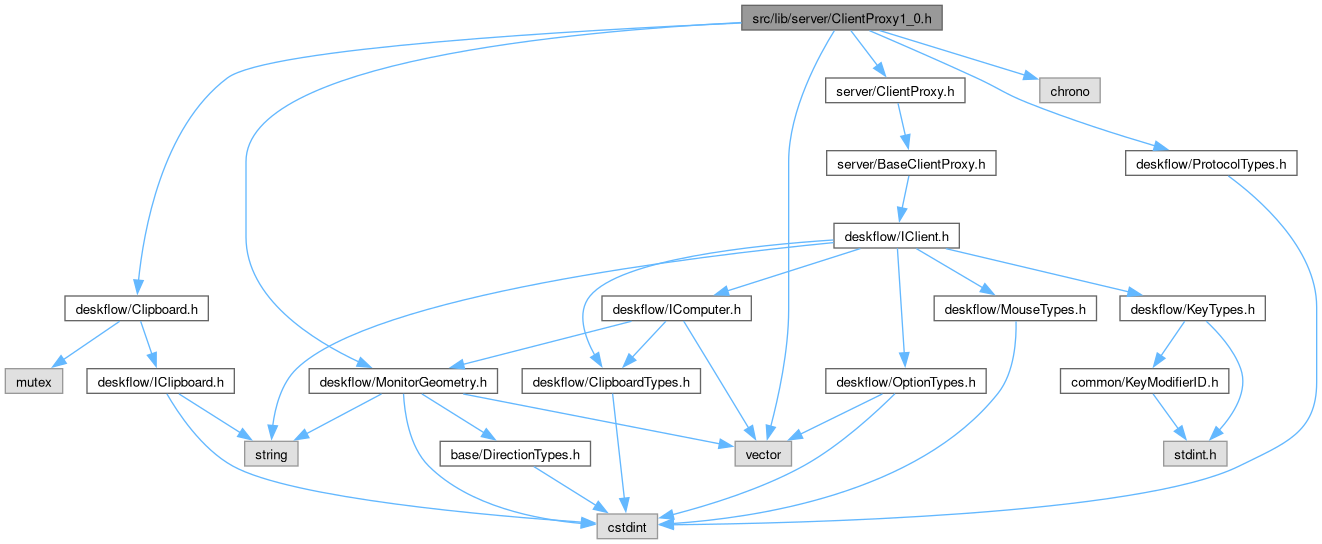 src/lib/server/ClientProxy1_0.h
server/ClientProxy.h
chrono
server/BaseClientProxy.h
deskflow/ProtocolTypes.h
deskflow/IClient.h
deskflow/Clipboard.h
deskflow/IComputer.h
deskflow/MouseTypes.h
deskflow/KeyTypes.h
mutex
deskflow/IClipboard.h
deskflow/MonitorGeometry.h
deskflow/ClipboardTypes.h
deskflow/OptionTypes.h
common/KeyModifierID.h
string
base/DirectionTypes.h
vector
stdint.h
cstdint